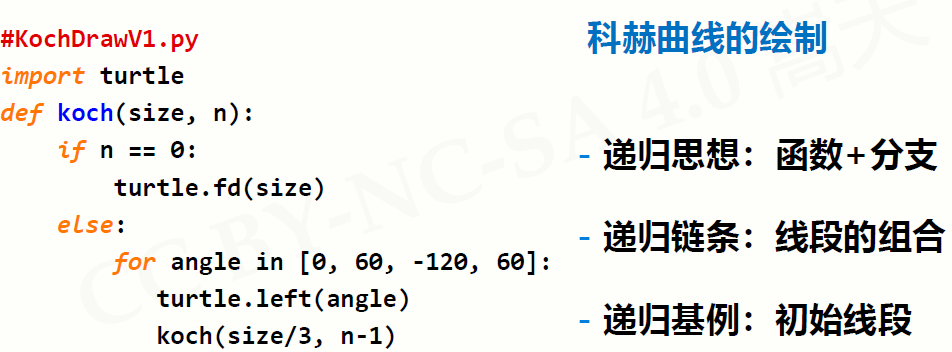 #KochDrawV1.py
import turtle
def koch(size, n):
    if n == 0:
        turtle.fd(size)
    else:
        for angle in [0, 60, -120, 60]:
           turtle.left(angle)
           koch(size/3, n-1)
科赫曲线的绘制
- 递归思想：函数+分支
- 递归链条：线段的组合
- 递归基例：初始线段
CC BY-NC-SA 4.0 嵩天